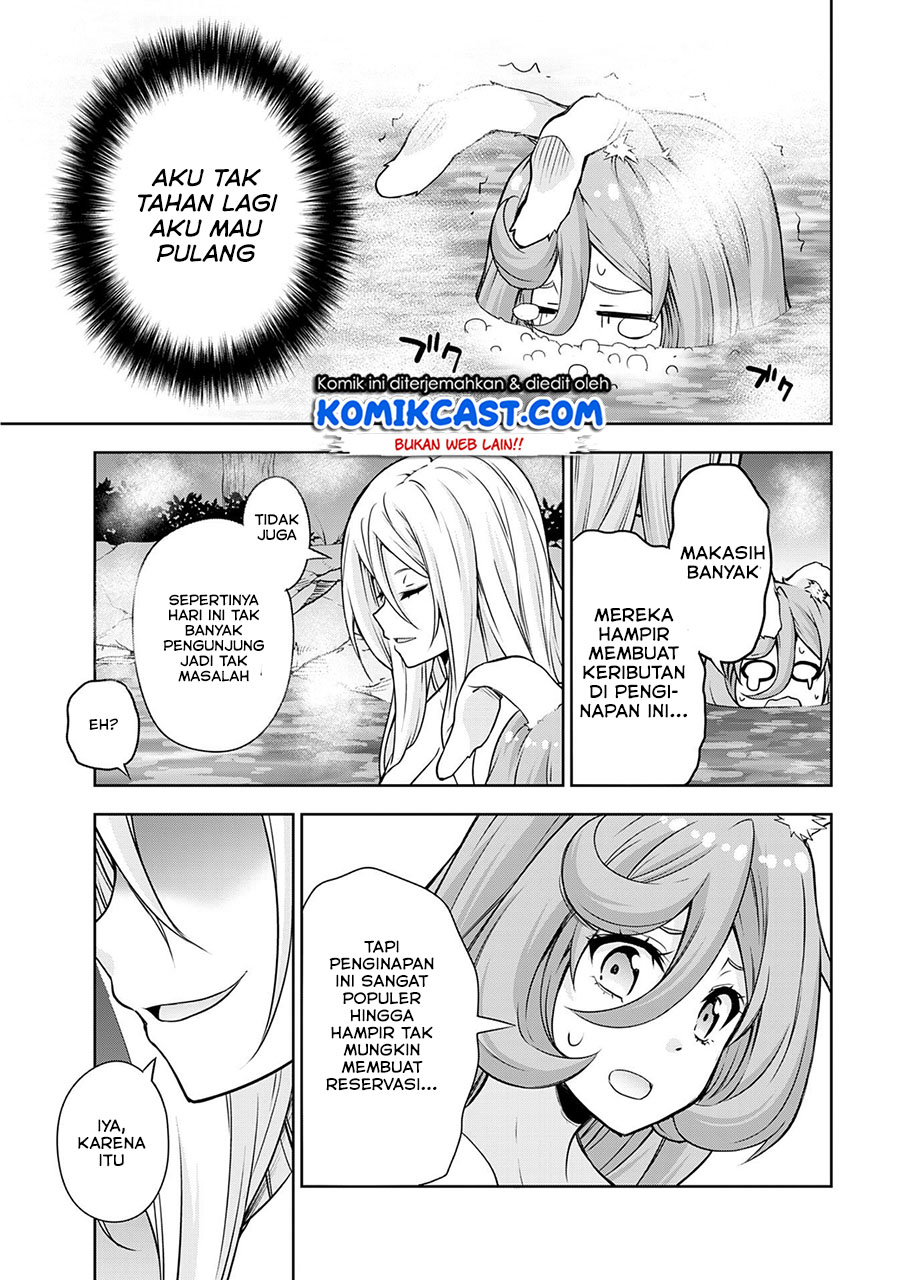 AKU TAK
TAHAN LAGI
AKU MAU
PULANG
ブク
ブク
Komik ini diterjemahkan & diedit oleh
KOMIKCAST.COM
BUKAN WEB LAIN!!
MAKASIH
BANYAK
MEREKA
HAMPIR
MEMBUAT
KERIBUTAN
DI PENGI-
NAPAN INI...
TIDAK
JUGA
SEPERTINYA
HARI INI TAK
BANYAK
PENGUNJUNG
JADI TAK
MASALAH
EH?
TAPI
PENGINAPAN
INI SANGAT
POPULER
HINGGA
HAMPIR TAK
MUNGKIN
MEMBUAT
RESERVASI...
IYA,
KARENA
ITU